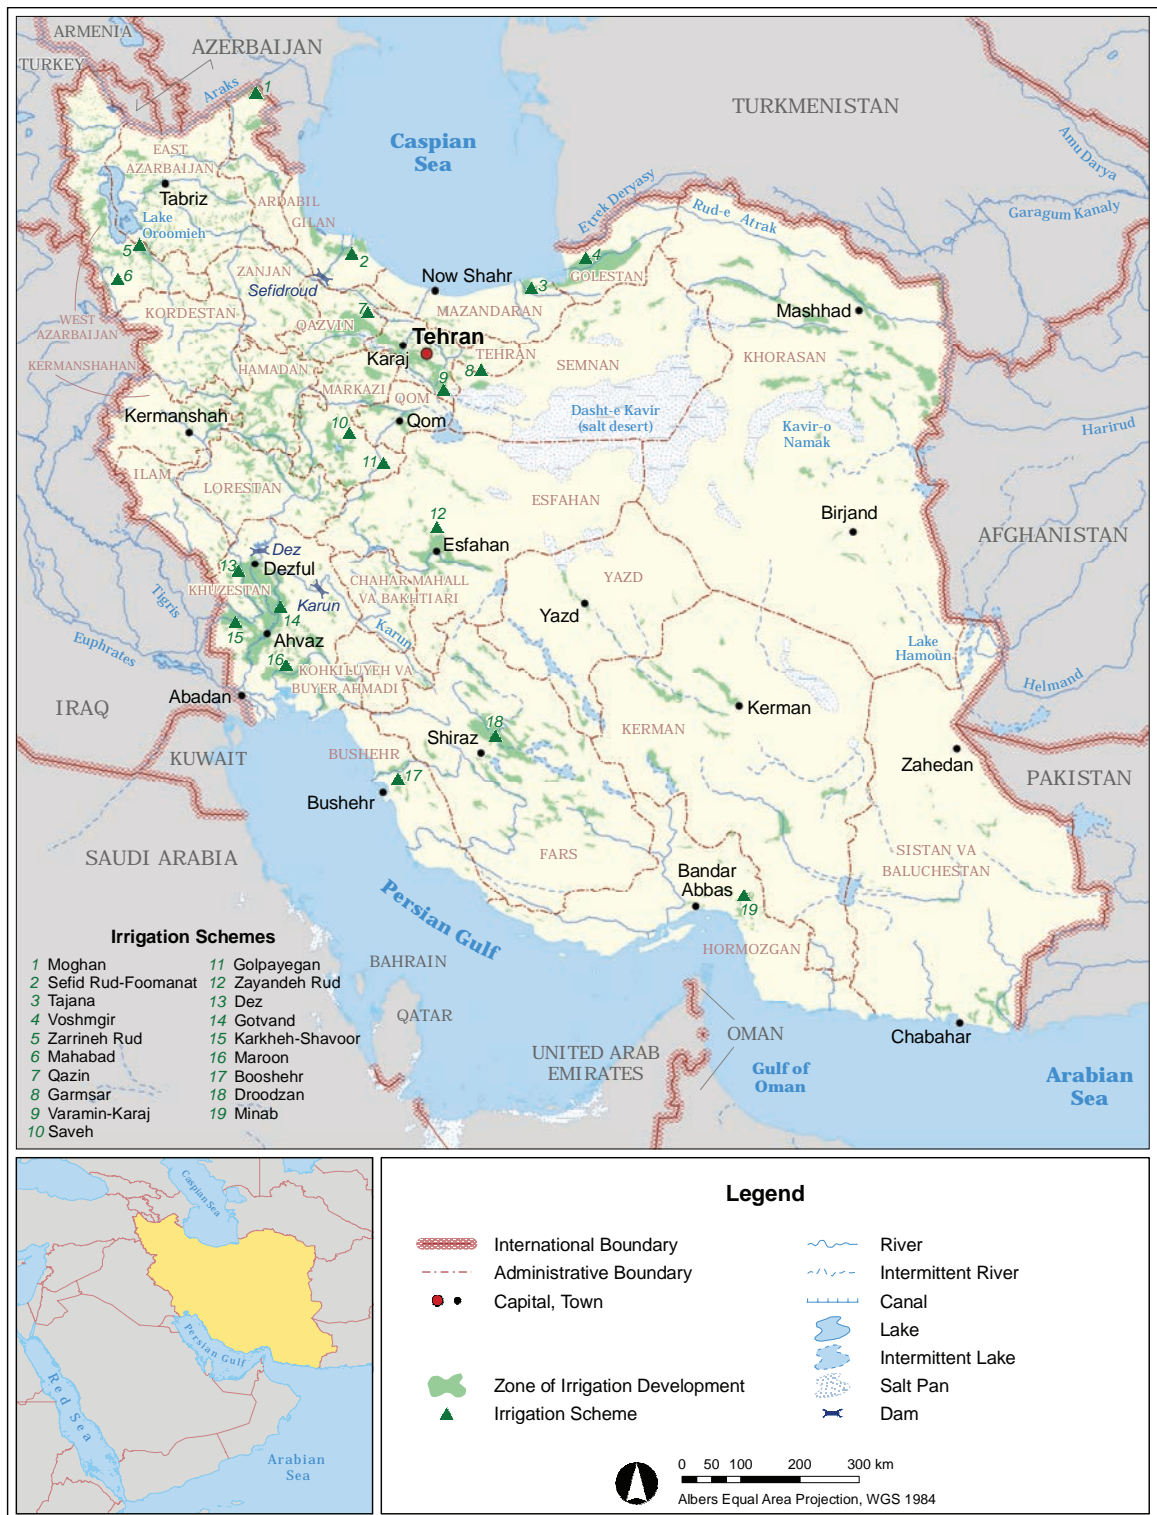 ARMENIA
AZERBAIJAN
TURKEY
Araks
1
TURKMENISTAN
Caspian
Sea
Amu Darya
EAST
AZARBAIJAN
Tabriz
ARDABIL
GILAN
Lake
Oroomieh
Etrek Deryasy
Rud-e Atrak
Garagum Kanaly
5
6
2
4
3
GOLESTAN
ZANJAN
Sefidroud
Now Shahr
KORDESTAN
WEST
AZARBAIJAN
QAZVIN
7
MAZANDARAN
Mashhad
Tehran
Karaj
TEHRAN
8
SEMNAN
KHORASAN
KERMANSHAHAN
HAMADAN
MARKAZI
QOM
9
Kermanshah
10
Qom
Dasht-e Kavir
(salt desert)
Kavir-o
Namak
Harirud
ILAM
LORESTAN
11
ESFAHAN
12
Birjand
AFGHANISTAN
Dez
Dezful
13
Esfahan
KHUZESTAN
CHAHAR MAHALL
VA BAKHTIARI
YAZD
Tigris
Karun
14
Yazd
15
Ahvaz
Karun
Euphrates
Lake
Hamoun
16
KOHKILUYEH VA
BUYER AHMADI
Helmand
Abadan
IRAQ
KUWAIT
18
Shiraz
KERMAN
Kerman
BUSHEHR
17
Bushehr
Zahedan
PAKISTAN
SAUDI ARABIA
FARS
SISTAN VA
BALUCHESTAN
Bandar
Abbas
19
Persian Gulf
HORMOZGAN
BAHRAIN
QATAR
OMAN
Chabahar
UNITED ARAB
EMIRATES
Gulf of
Oman
Arabian
Sea
Irrigation Schemes
1 Moghan
2 Sefid Rud-Foomanat
3 Tajana
4 Voshmgir
5 Zarrineh Rud
6 Mahabad
7 Qazin
8 Garmsar
9 Varamin-Karaj
10 Saveh
11 Golpayegan
12 Zayandeh Rud
13 Dez
14 Gotvand
15 Karkheh-Shavoor
16 Maroon
17 Booshehr
18 Droodzan
19 Minab
Caspian Sea
Persian Gulf
Red Sea
Arabian
Sea
Legend
International Boundary
Administrative Boundary
Capital, Town
Zone of Irrigation Development
Irrigation Scheme
River
Intermittent River
Canal
Lake
Intermittent Lake
Salt Pan
Dam
0 50 100 200 300 km
Albers Equal Area Projection, WGS 1984